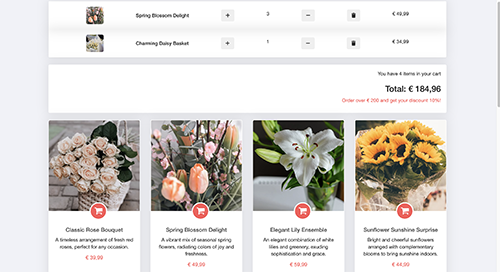 Spring Blossom Delight + 3 − € 49,99
Charming Daisy Basket + 1 − € 34,99
You have 4 items in your cart
Total: € 184,96
Order over € 200 and get your discount 10%!
Classic Rose Bouquet
A timeless arrangement of fresh red
roses, perfect for any occasion.
€ 39,99
Spring Blossom Delight
A vibrant mix of seasonal spring
flowers, radiating colors of joy and
freshness.
€ 49,99
Elegant Lily Ensemble
An elegant combination of white
lilies and greenery, exuding
sophistication and grace.
€ 59,99
Sunflower Sunshine Surprise
Bright and cheerful sunflowers
arranged with complementary
blooms to bring sunshine indoors.
€ 44,99